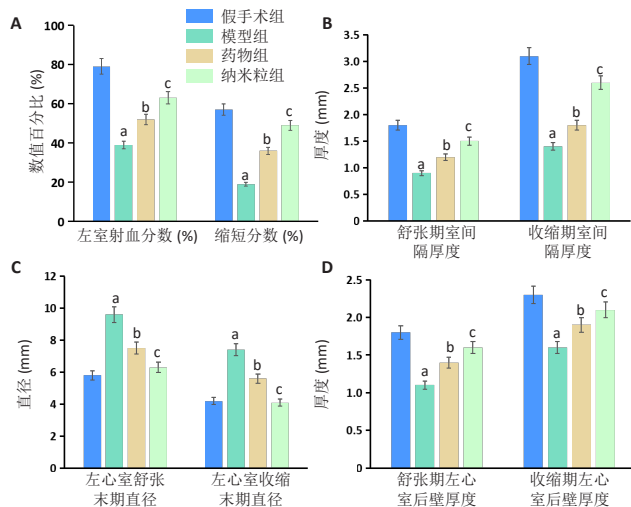 A
数值百分比 (%)
100
80
60
40
20
0
假手术组
模型组
药物组
纳米粒组
a
b
c
a
b
c
左室射血分数 (%)
缩短分数 (%)
B
厚度 (mm)
3.5
3.0
2.5
2.0
1.5
1.0
0.5
0
a
b
c
a
b
c
舒张期室间
隔厚度
收缩期室间
隔厚度
C
直径 (mm)
12
10
8
6
4
2
0
a
b
c
a
b
c
左心室舒张
末期直径
左心室收缩
末期直径
D
厚度 (mm)
2.5
2.0
1.5
1.0
0.5
0
a
b
c
a
b
c
舒张期左心
室后壁厚度
收缩期左心
室后壁厚度